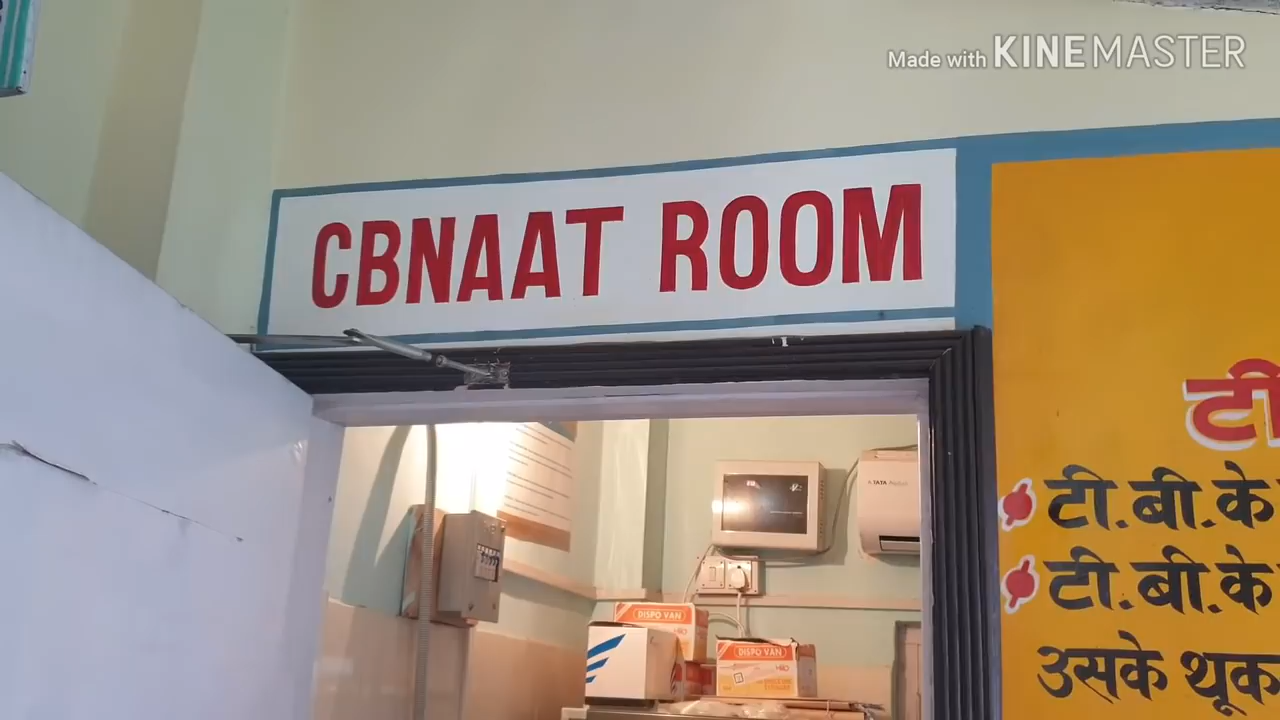 Made with KINEMASTER
CBNAAT ROOM
टी
टी.बी.के
टी.बी.के
उसके थूक
TATA
DISPO VAN
DISPO VAN